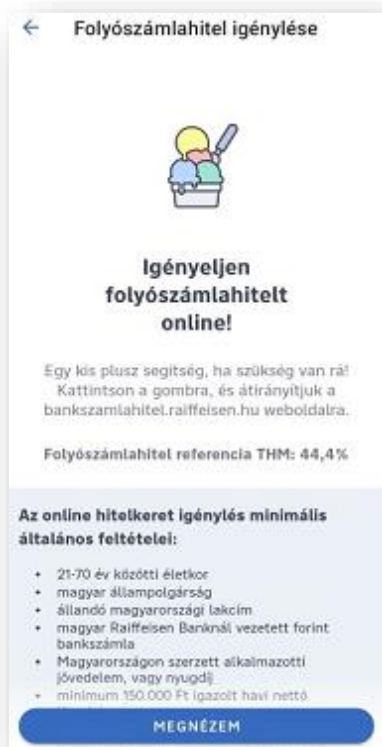 Folyószámlahitel igénylése
Igényeljen
folyószámlahitelt
online!
Egy kis plusz segítség, ha szükség van rá!
Kattintson a gombra, és átirányítjuk a
bankszamlahitel.raiffeisen.hu weboldalra.
Folyószámlahitel referencia THM: 44,4%
Az online hitelkeret igénylés minimális
általános feltételei:
• 21-70 év közötti életkor
• magyar állampolgárság
• állandó magyarországi lakcím
• magyar Raiffeisen Banknál vezetett forint
bankszámla
• Magyarországon szerzett alkalmazotti
jövedelem, vagy nyugdíj
• minimum 150.000 Ft igazolt havi nettó
MEGNÉZEM